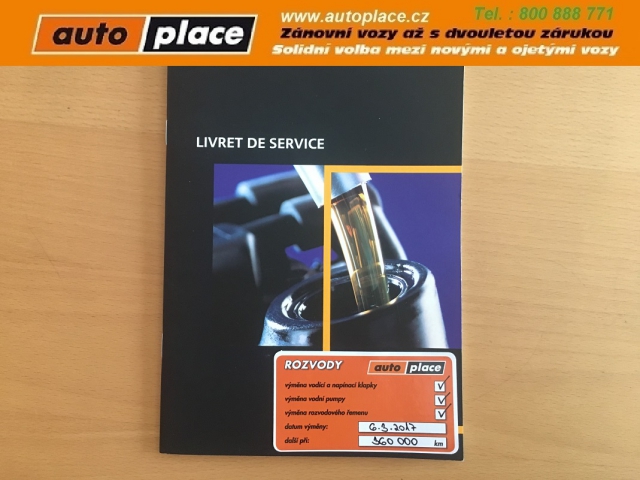 auto place
www.autoplace.cz
Tel. : 800 888 771
Zánovní vozy až s dvouletou zárukou
Solidní volba mezi novými a ojetými vozy
LIVRET DE SERVICE
ROZVODY auto place
výměna vodící a napínací kladky
výměna vodní pumpy
výměna rozvodového řemenu
datum výměny: 6.3.2017
další při: 360 000 km